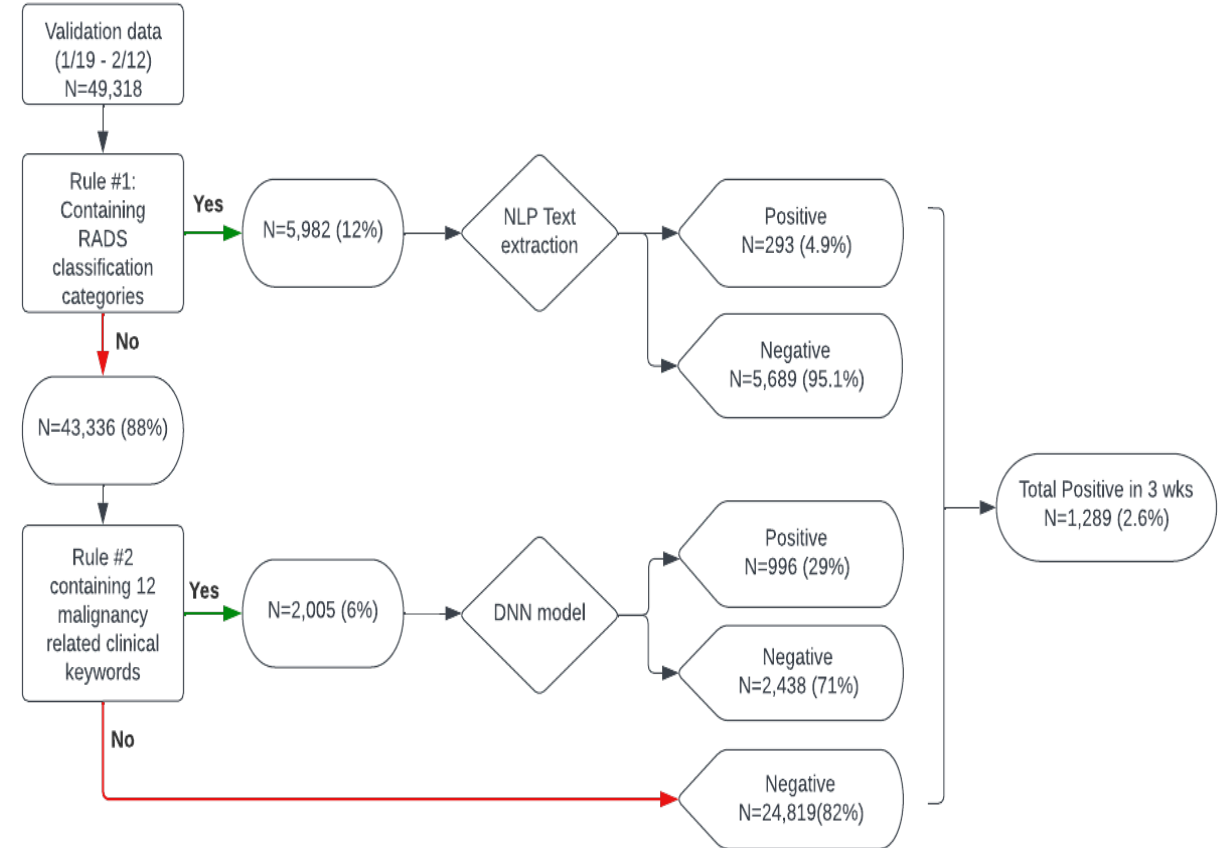 Validation data
(1/19 - 2/12)
N=49,318
Rule #1:
Containing
RADS
classification
categories
Yes
N=5,982 (12%)
NLP Text
extraction
Positive
N=293 (4.9%)
Negative
N=5,689 (95.1%)
No
N=43,336 (88%)
Rule #2
containing 12
malignancy
related clinical
keywords
Yes
N=2,005 (6%)
DNN model
Positive
N=996 (29%)
Negative
N=2,438 (71%)
No
Negative
N=24,819(82%)
Total Positive in 3 wks
N=1,289 (2.6%)